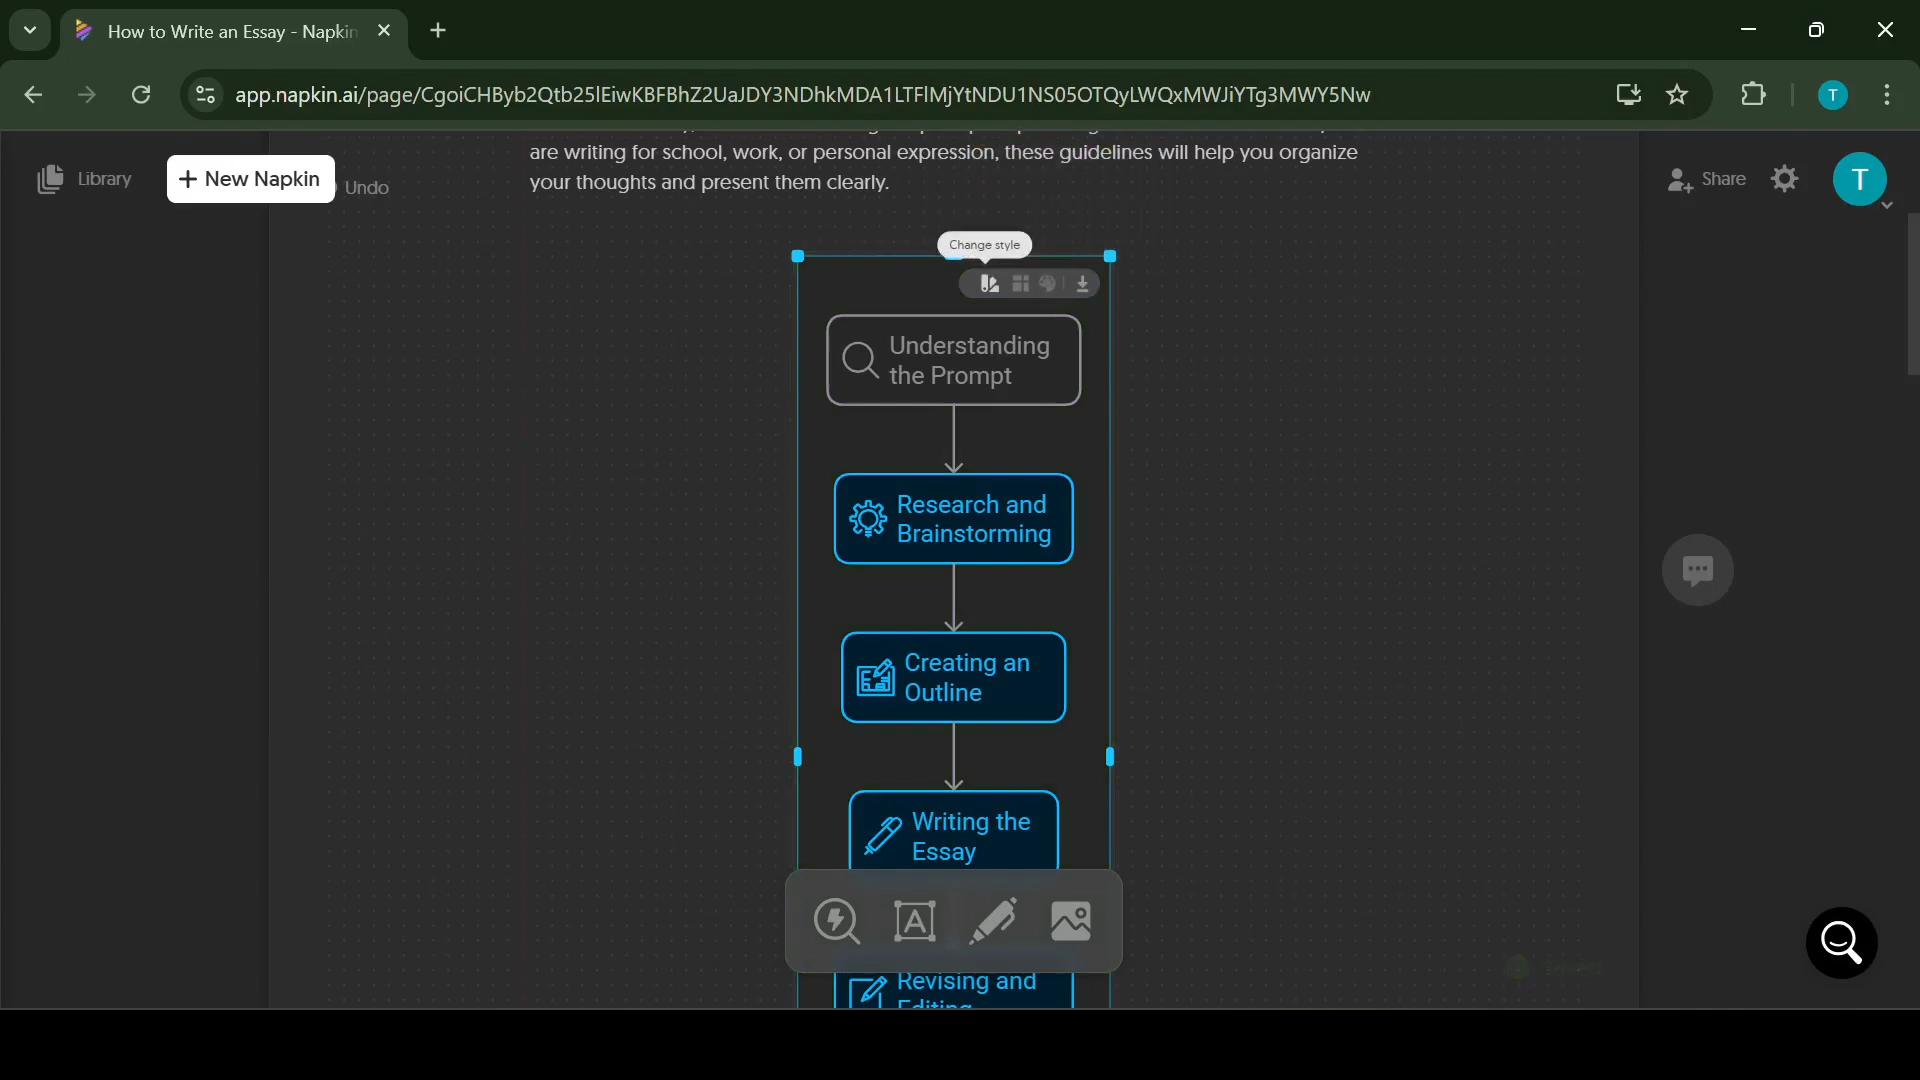 How to Write an Essay - Napkin
app.napkin.ai/page/CgoiCHByb2Qtb25lEiwKBFBhZ2UaJDY3NDhkMDA1LTFlMjYtNDU1NS05OTQyLWQxMWJiYTg3MWY5Nw
T
are writing for school, work, or personal expression, these guidelines will help you organize
your thoughts and present them clearly.
Library
+ New Napkin
Undo
Share
T
Change style
Understanding
the Prompt
Research and
Brainstorming
Creating an
Outline
Writing the
Essay
A
Revising and
Editing